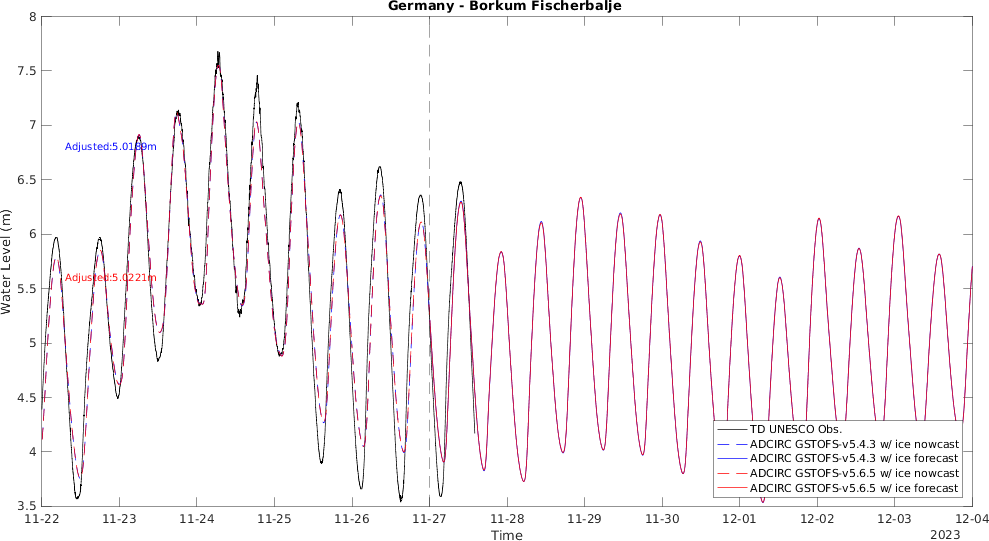 Germany - Borkum Fischerbalje
8
7.5
7
6.5
6
5.5
5
4.5
4
3.5
Water Level (m)
Adjusted:5.0189m
Adjusted:5.0221m
TD UNESCO Obs.
ADCIRC GSTOFS-v5.4.3 w/ ice nowcast
ADCIRC GSTOFS-v5.4.3 w/ ice forecast
ADCIRC GSTOFS-v5.6.5 w/ ice nowcast
ADCIRC GSTOFS-v5.6.5 w/ ice forecast
11-22 11-23 11-24 11-25 11-26 11-27 11-28 11-29 11-30 12-01 12-02 12-03 12-04
Time
2023